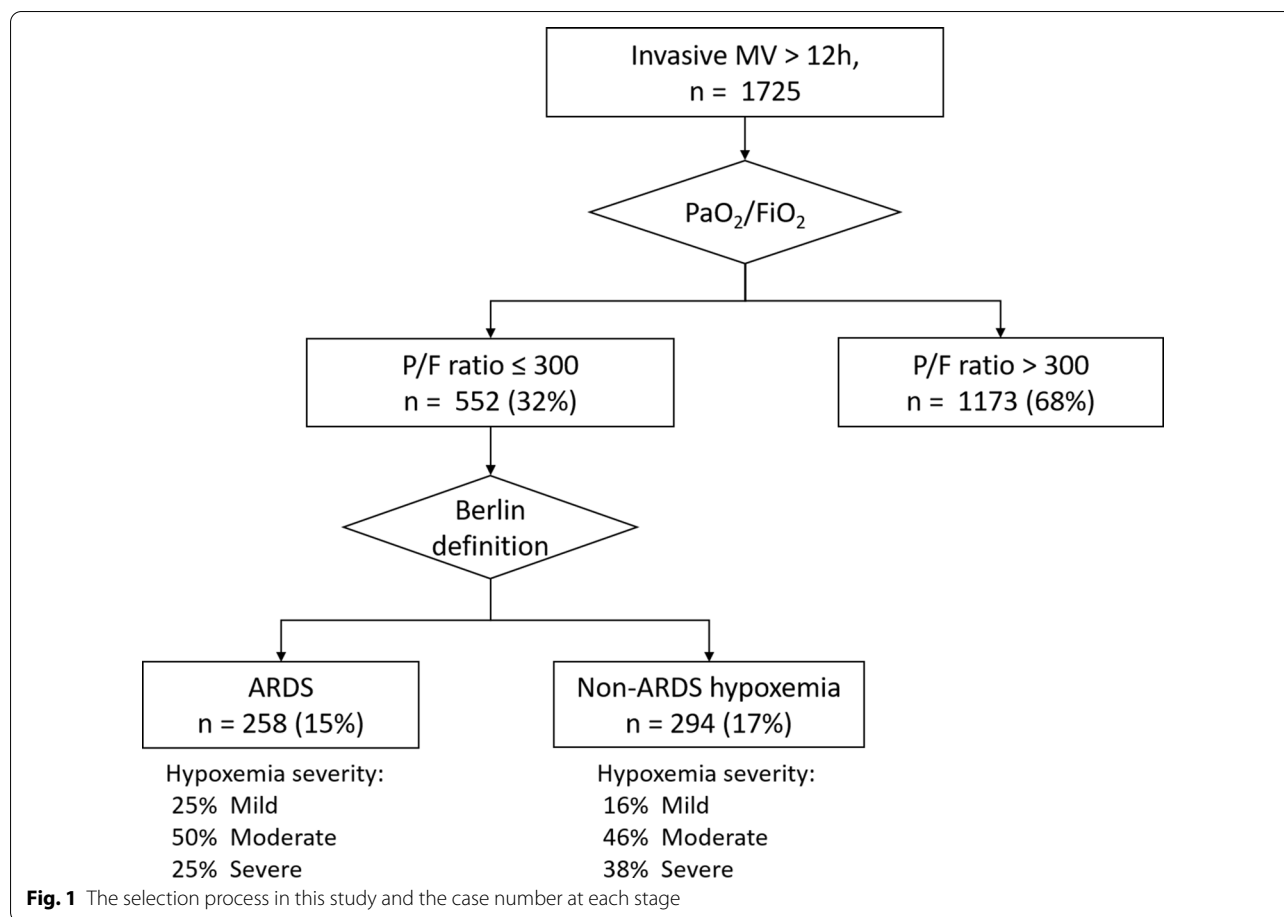 Invasive MV > 12h,
n = 1725
PaO₂/FiO₂
P/F ratio ≤ 300
n = 552 (32%)
P/F ratio > 300
n = 1173 (68%)
Berlin
definition
ARDS
n = 258 (15%)
Non-ARDS hypoxemia
n = 294 (17%)
Hypoxemia severity:
25% Mild
50% Moderate
25% Severe
Hypoxemia severity:
16% Mild
46% Moderate
38% Severe
Fig. 1 The selection process in this study and the case number at each stage